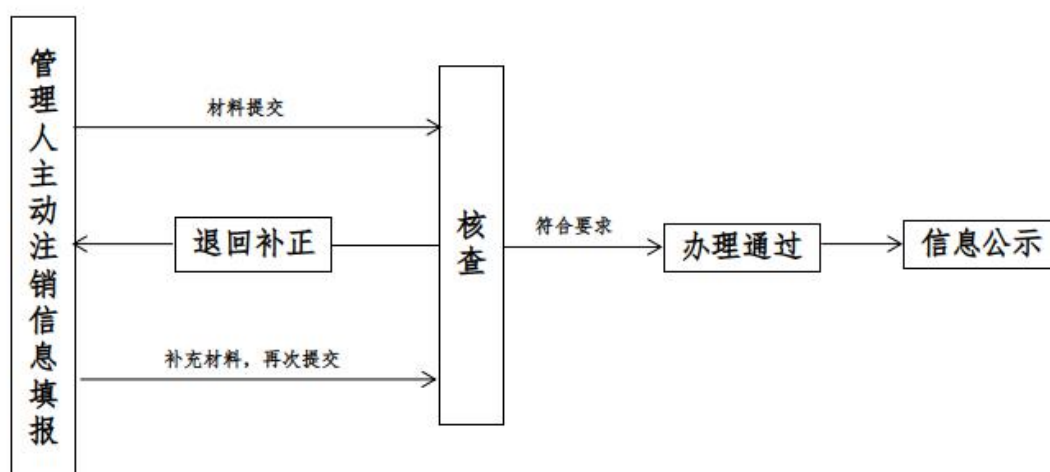 管理人主动注销信息填报
材料提交
退回补正
补充材料，再次提交
核查
符合要求
办理通过
信息公示